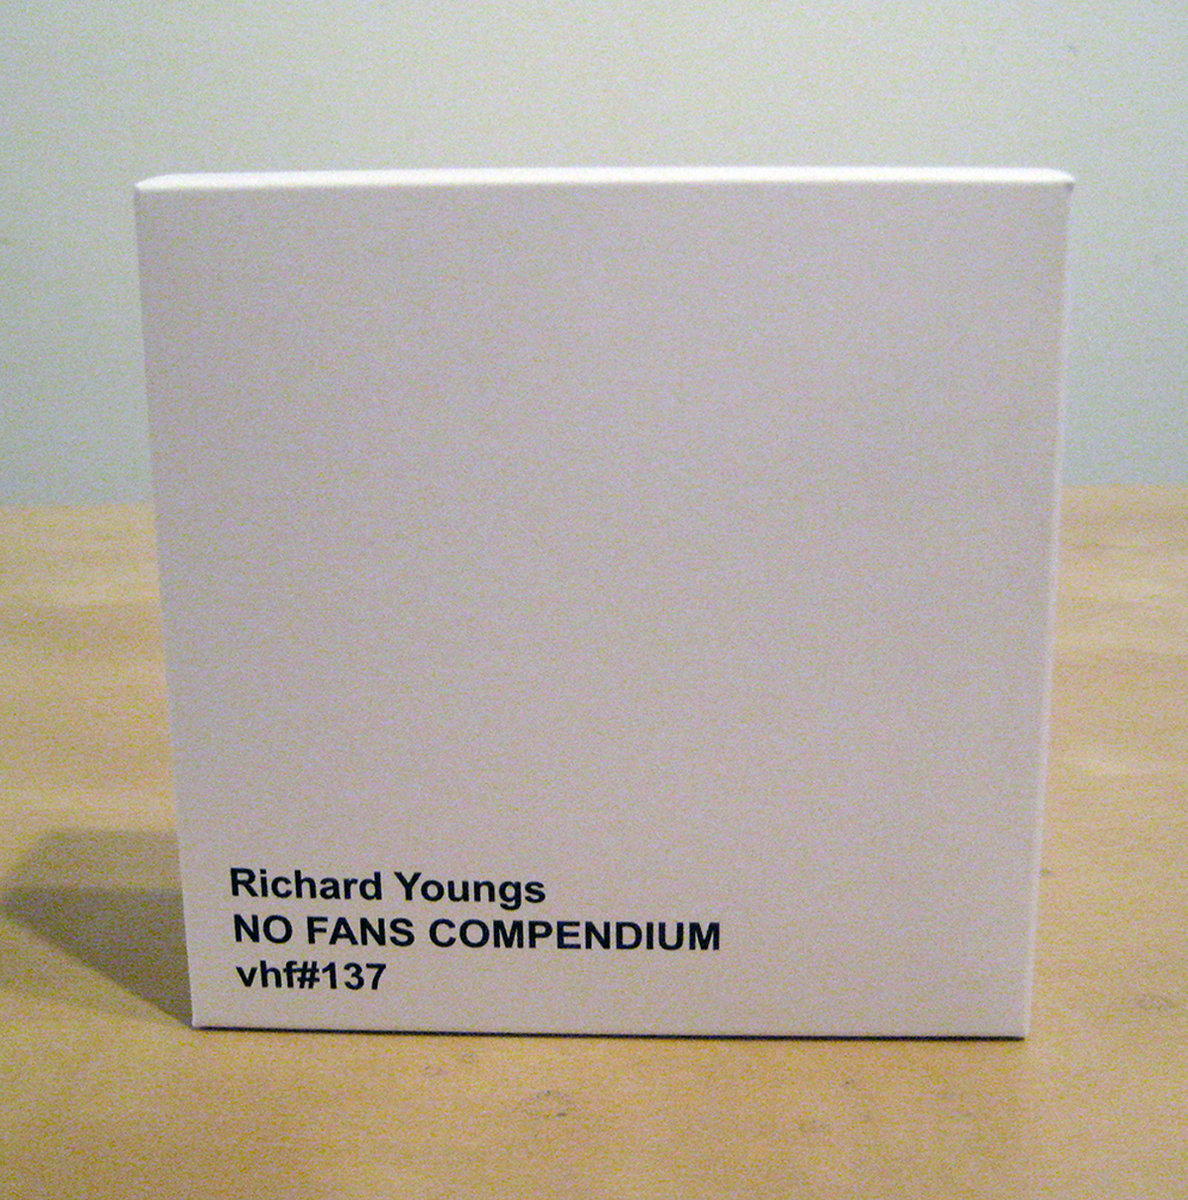 Richard Youngs
NO FANS COMPENDIUM
vhf#137